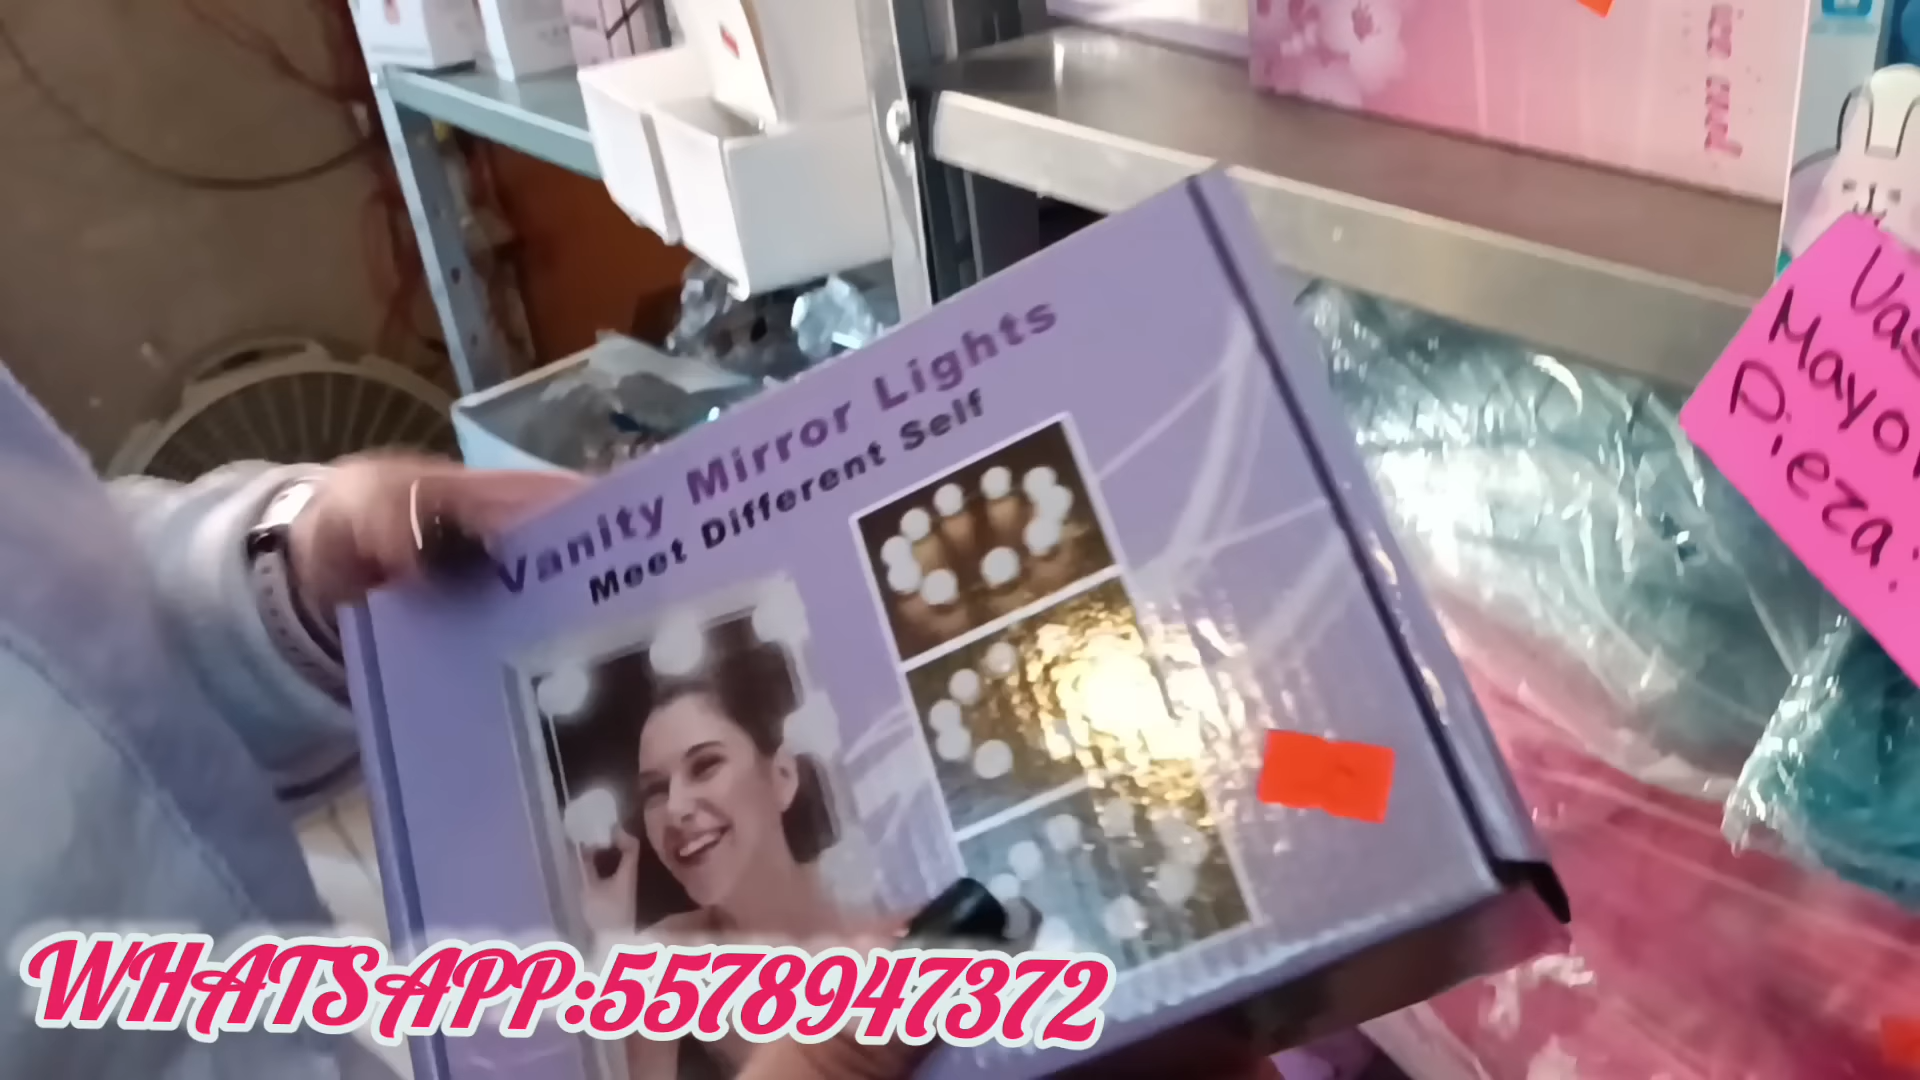 Vanity Mirror Lights
Meet Different Self
Mayo
Pieza:
WHATSAPP:5578947372